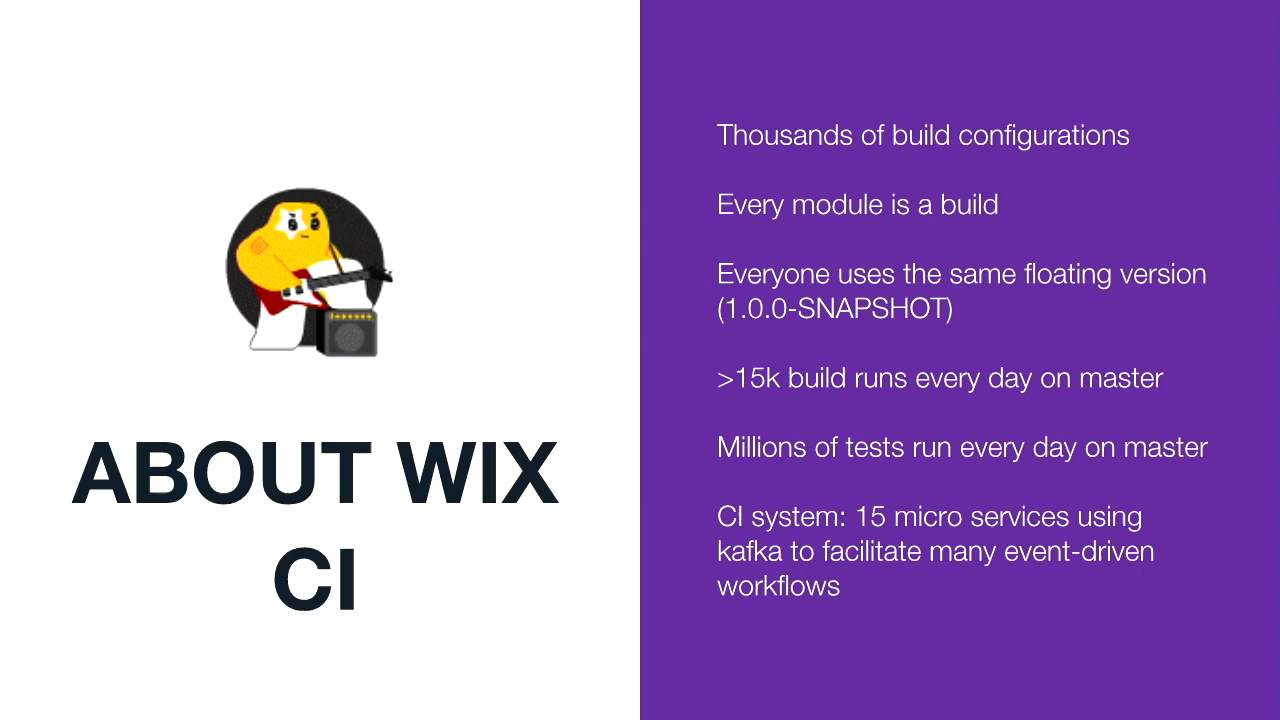 ABOUT WIX
CI
Thousands of build configurations
Every module is a build
Everyone uses the same floating version
(1.0.0-SNAPSHOT)
>15k build runs every day on master
Millions of tests run every day on master
CI system: 15 micro services using
kafka to facilitate many event-driven
workflows